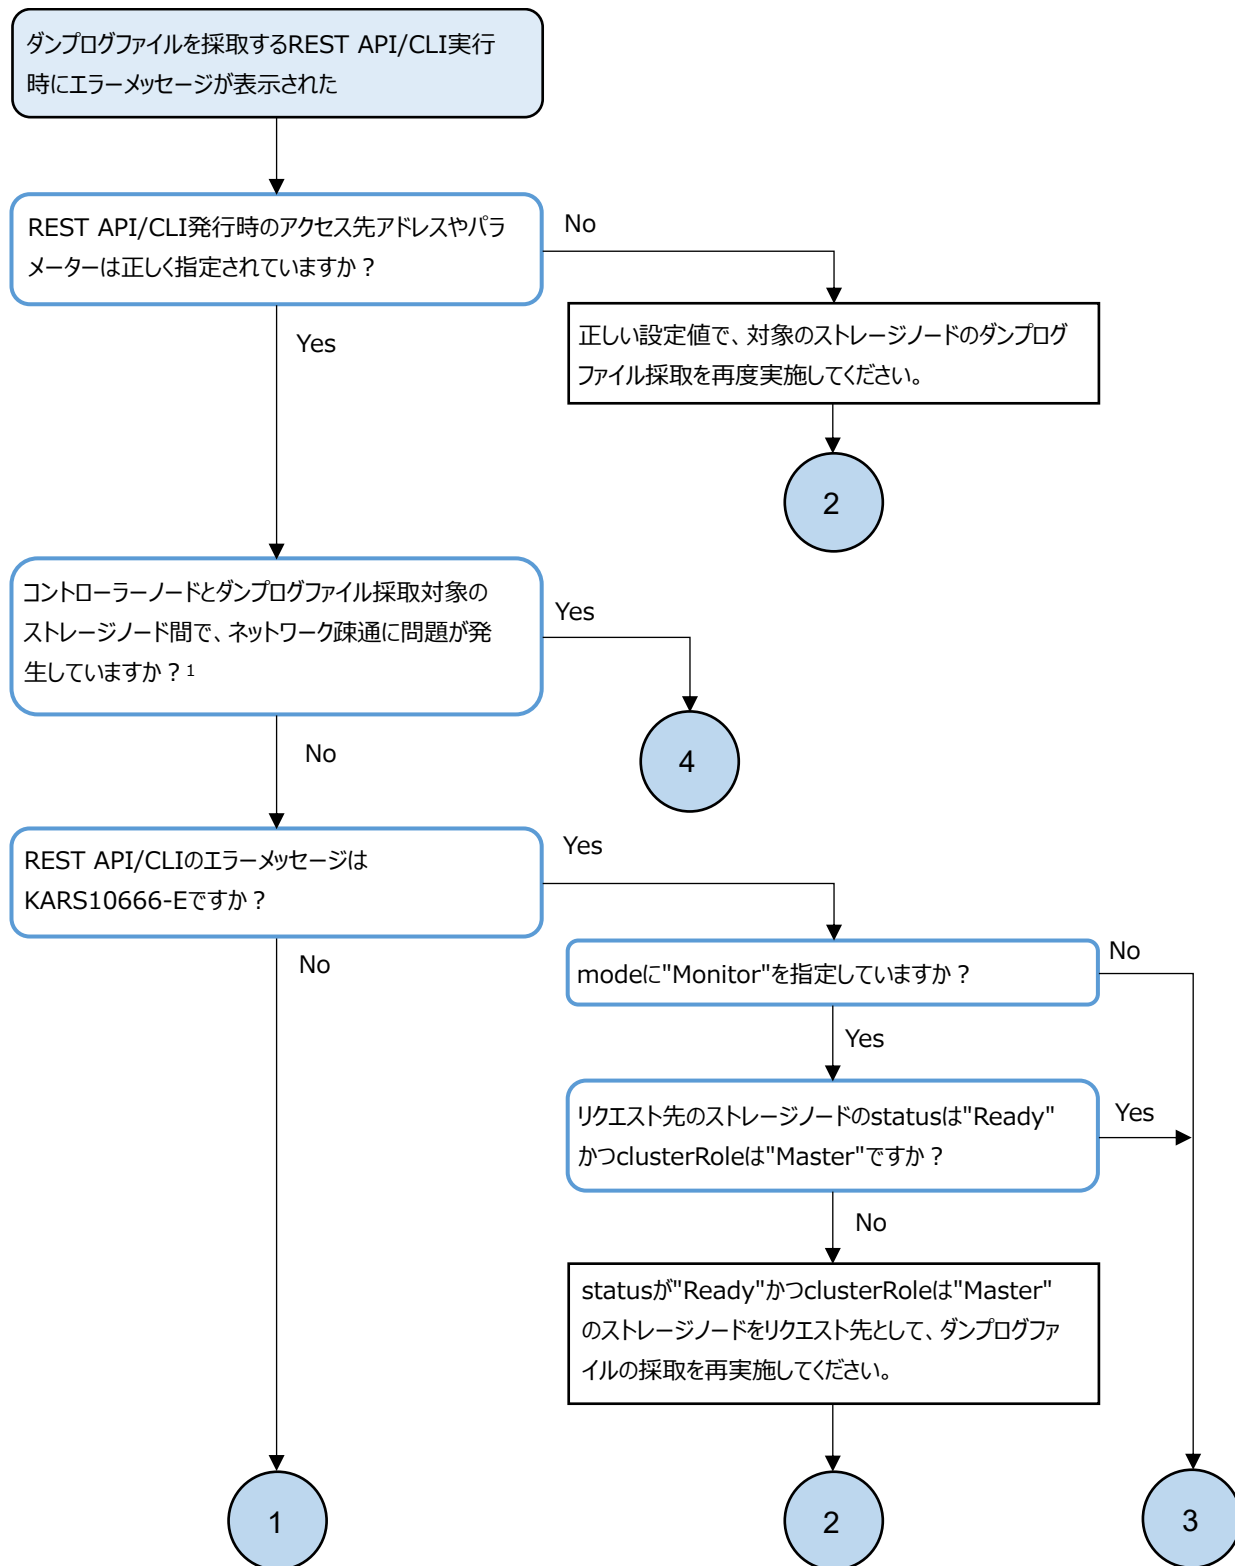 ダンプログファイルを採取するREST API/CLI実行
時にエラーメッセージが表示された
REST API/CLI発行時のアクセス先アドレスやパラ
メーターは正しく指定されていますか？
No
Yes
正しい設定値で、対象のストレージノードのダンプログ
ファイル採取を再度実施してください。
2
コントローラーノードとダンプログファイル採取対象の
ストレージノード間で、ネットワーク疎通に問題が発
生していますか？1
Yes
No
4
REST API/CLIのエラーメッセージは
KARS10666-Eですか？
Yes
No
modeに"Monitor"を指定していますか？
No
Yes
リクエスト先のストレージノードのstatusは"Ready"
かつclusterRoleは"Master"ですか？
Yes
No
statusが"Ready"かつclusterRoleは"Master"
のストレージノードをリクエスト先として、ダンプログファ
イルの採取を再実施してください。
1
2
3